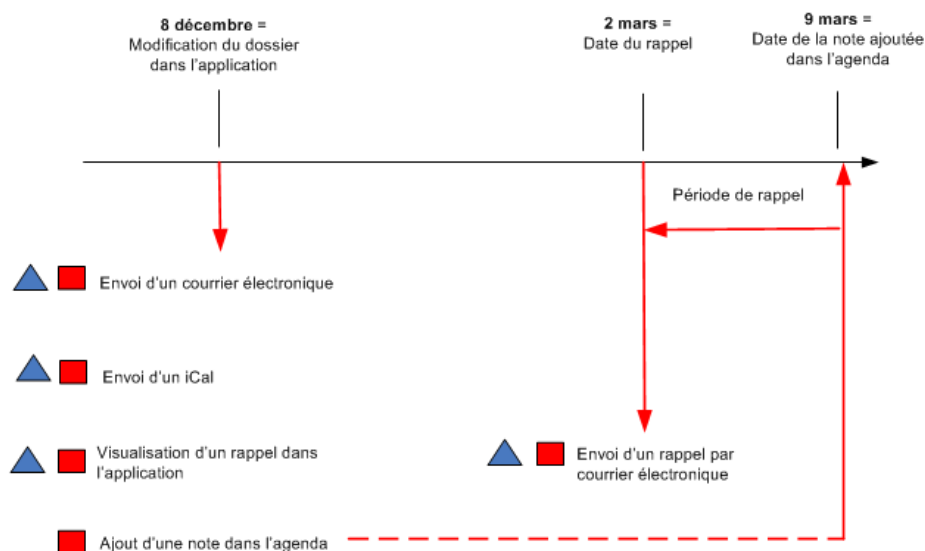 8 décembre =
Modification du dossier
dans l'application
2 mars =
Date du rappel
9 mars =
Date de la note ajoutée
dans l'agenda
Période de rappel
Envoi d'un courrier électronique
Envoi d'un iCal
Visualisation d'un rappel dans
l'application
Envoi d'un rappel par
courrier électronique
Ajout d'une note dans l'agenda